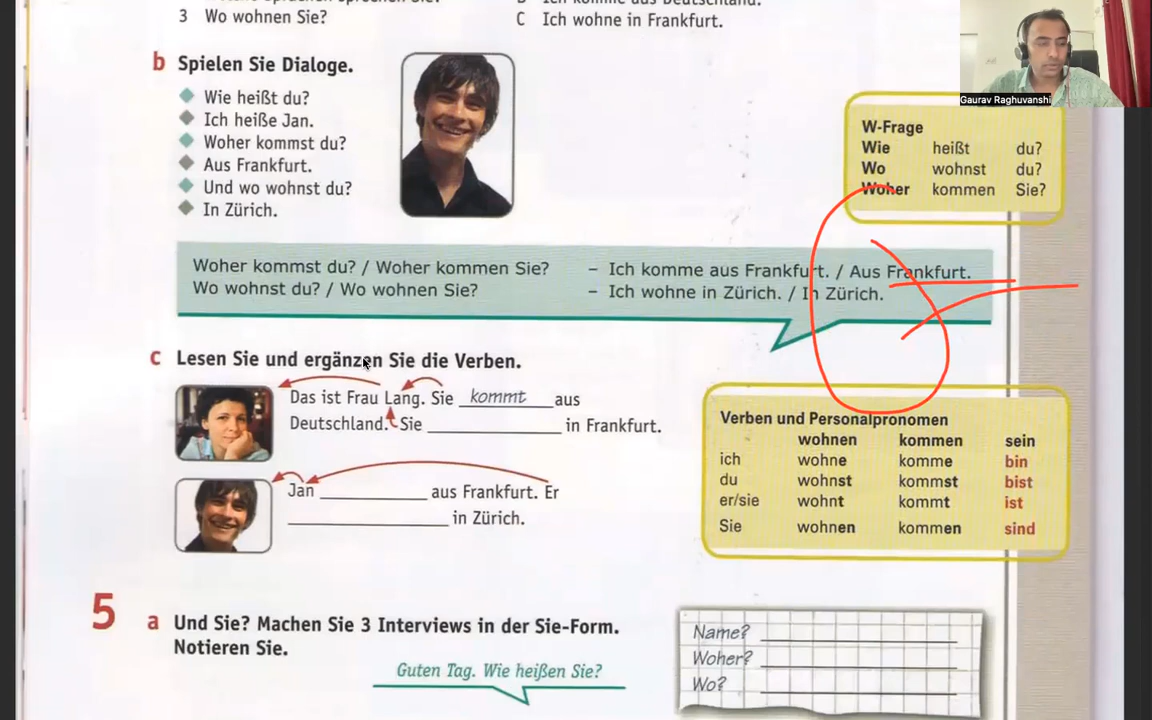 3 Wo wohnen Sie?
C Ich wohne in Frankfurt.
Gaurav Raghuvanshi
b Spielen Sie Dialoge.
Wie heißt du?
Ich heiße Jan.
Woher kommst du?
Aus Frankfurt.
Und wo wohnst du?
In Zürich.
W-Frage
Wie heißt du?
Wo wohnst du?
Woher kommen Sie?
Woher kommst du? / Woher kommen Sie? – Ich komme aus Frankfurt. / Aus Frankfurt.
Wo wohnst du? / Wo wohnen Sie? – Ich wohne in Zürich. / In Zürich.
c Lesen Sie und ergänzen Sie die Verben.
Das ist Frau Lang. Sie kommt aus
Deutschland. Sie ______ in Frankfurt.
Jan ______ aus Frankfurt. Er
______ in Zürich.
Verben und Personalpronomen
wohnen kommen sein
ich wohne komme bin
du wohnst kommst bist
er/sie wohnt kommt ist
Sie wohnen kommen sind
5 a Und Sie? Machen Sie 3 Interviews in der Sie-Form.
Notieren Sie.
Guten Tag. Wie heißen Sie?
Name?
Woher?
Wo?